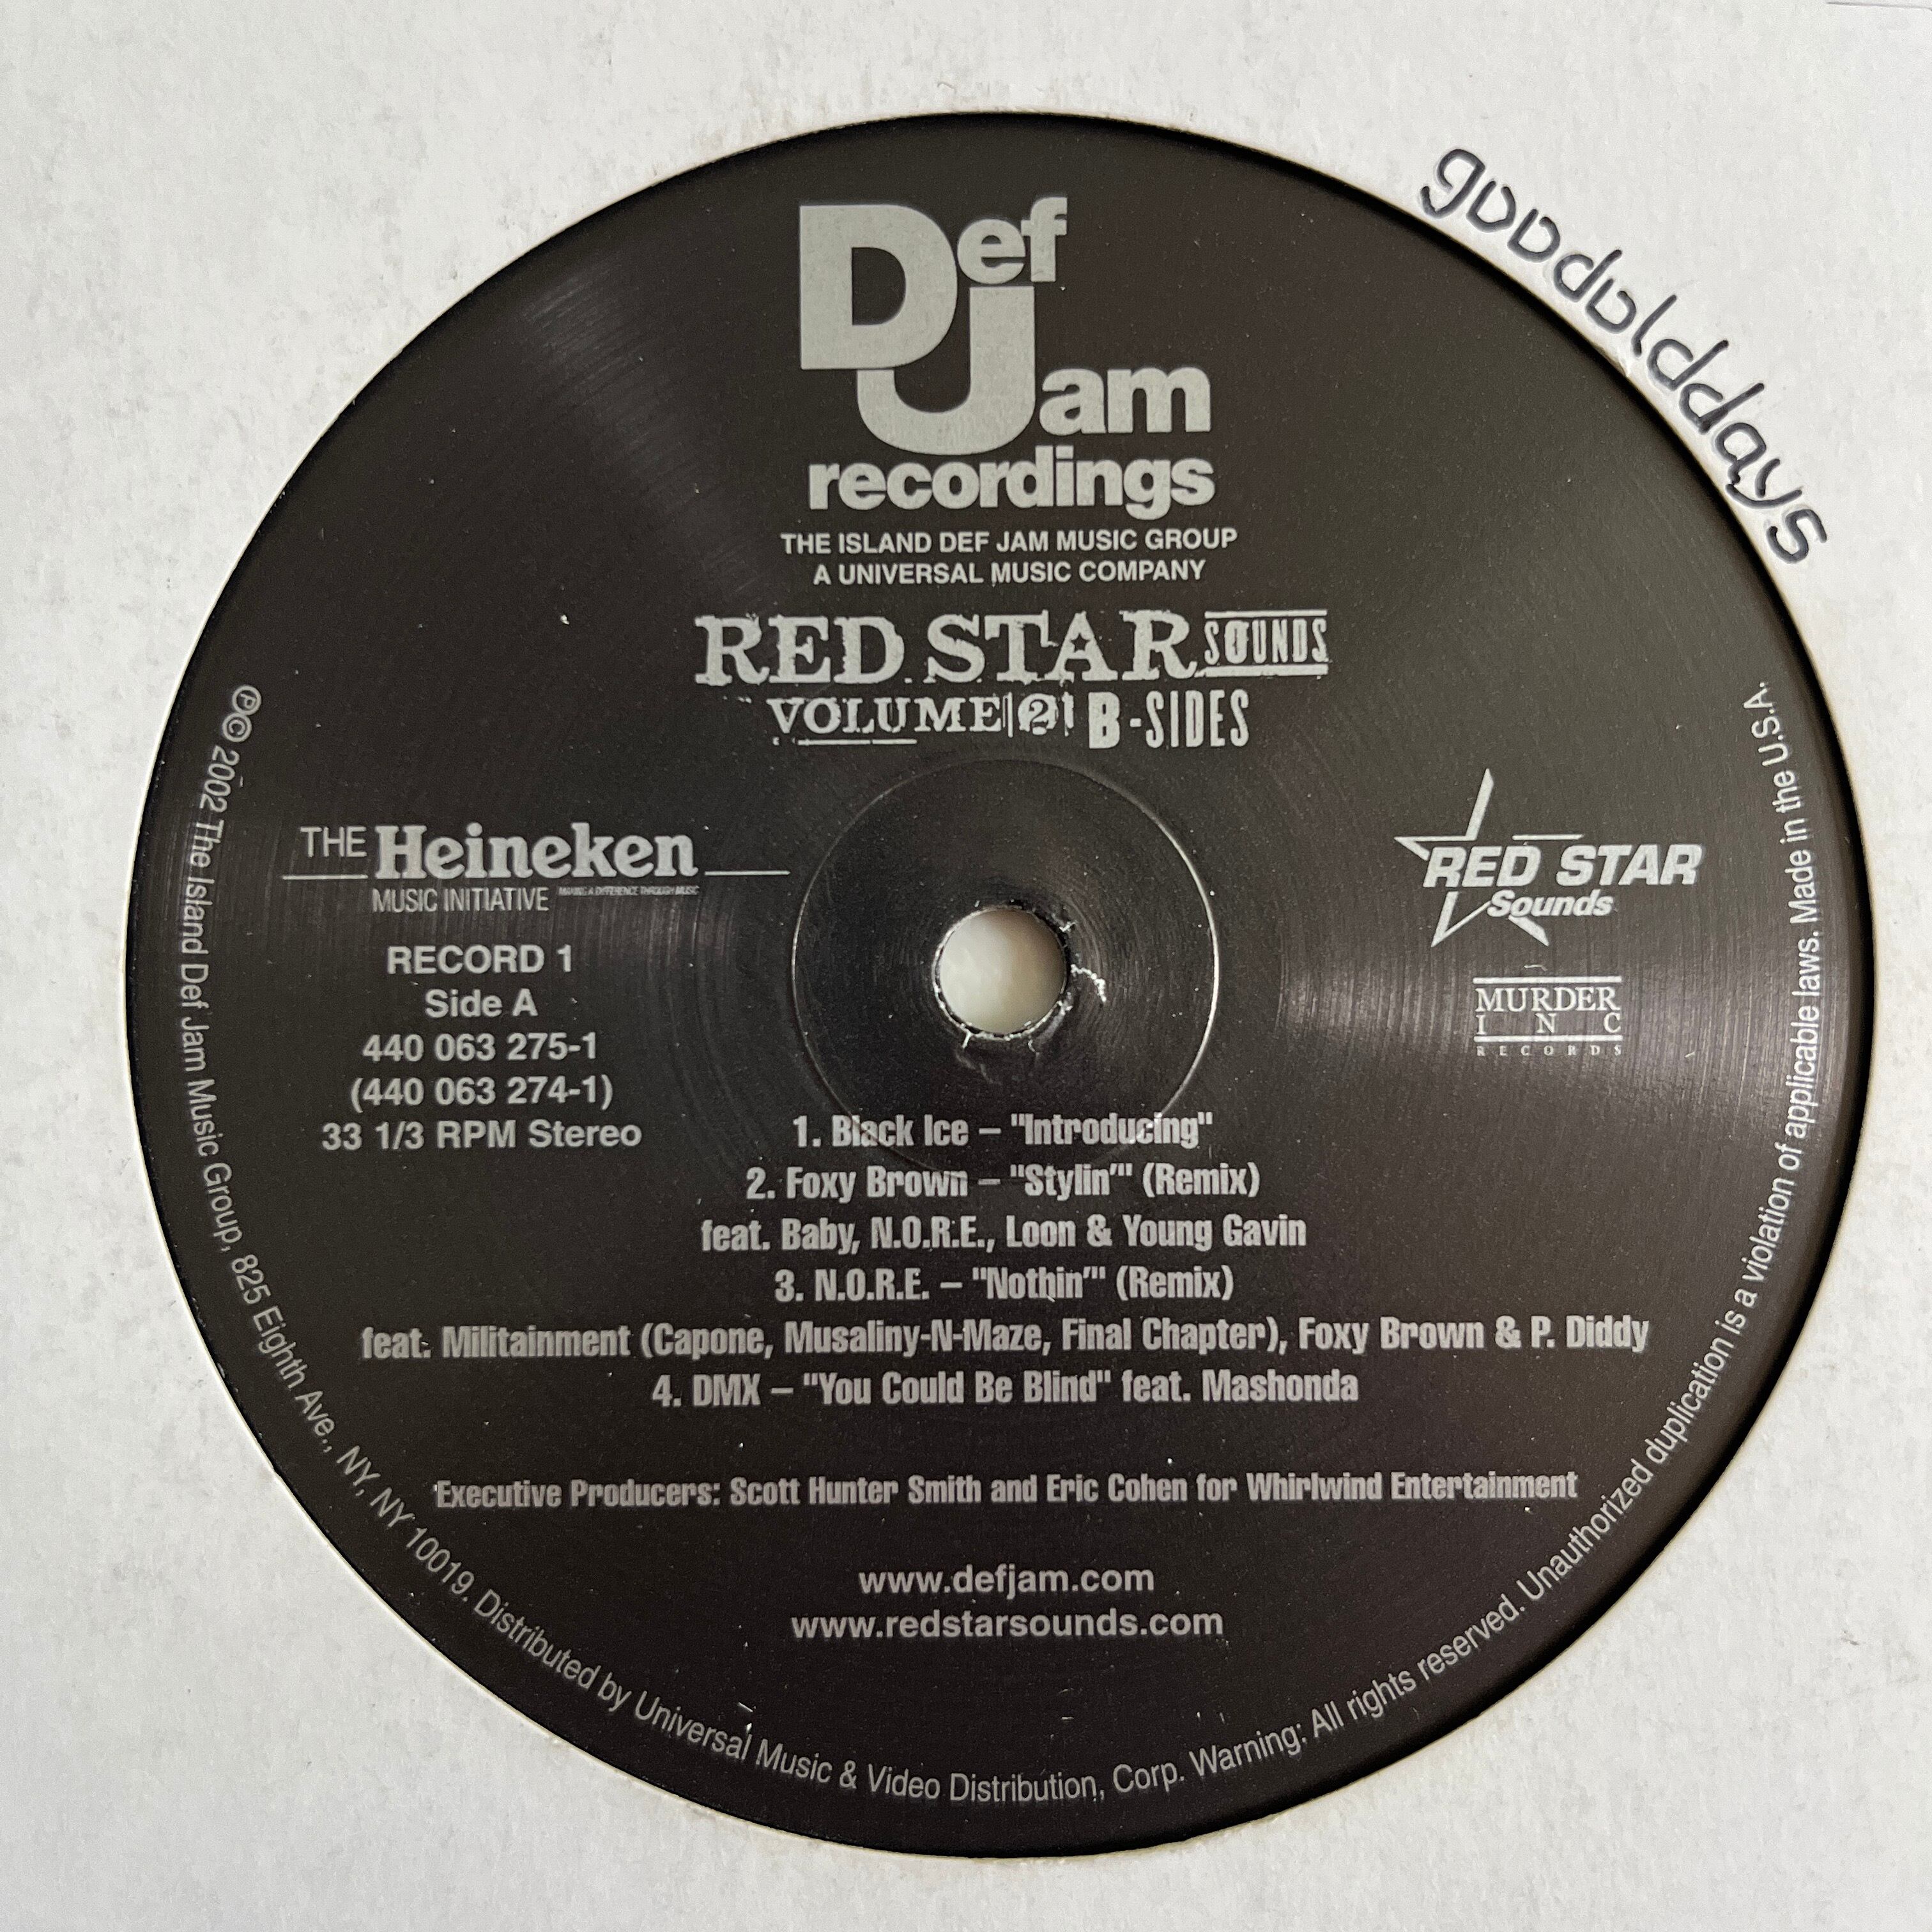 Def
Jam
recordings
THE ISLAND DEF JAM MUSIC GROUP
A UNIVERSAL MUSIC COMPANY
RED STAR SOUNDS
VOLUME 2 B-SIDES
THE Heineken
MUSIC INITIATIVE MAKING A DIFFERENCE THROUGH MUSIC
RED STAR
Sounds
MURDER
INC
RECORDS
RECORD 1
Side A
440 063 275-1
(440 063 274-1)
33 1/3 RPM Stereo
1. Black Ice – "Introducing"
2. Foxy Brown – "Stylin'" (Remix)
feat. Baby, N.O.R.E., Loon & Young Gavin
3. N.O.R.E. – "Nothin'" (Remix)
feat. Militainment (Capone, Musaliny-N-Maze, Final Chapter), Foxy Brown & P. Diddy
4. DMX – "You Could Be Blind" feat. Mashonda
Executive Producers: Scott Hunter Smith and Eric Cohen for Whirlwind Entertainment
www.defjam.com
www.redstarsounds.com
℗© 2002 The Island Def Jam Music Group, 825 Eighth Ave., NY, NY 10019. Distributed by Universal Music & Video Distribution, Corp. Warning: All rights reserved. Unauthorized duplication is a violation of applicable laws. Made in the U.S.A.
goodolddays